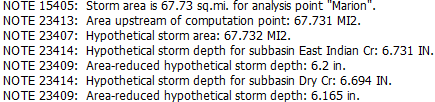 NOTE 15405: Storm area is 67.73 sq.mi. for analysis point "Marion".
NOTE 23413: Area upstream of computation point: 67.731 MI2.
NOTE 23407: Hypothetical storm area: 67.732 MI2.
NOTE 23414: Hypothetical storm depth for subbasin East Indian Cr: 6.731 IN.
NOTE 23409: Area-reduced hypothetical storm depth: 6.2 in.
NOTE 23414: Hypothetical storm depth for subbasin Dry Cr: 6.694 IN.
NOTE 23409: Area-reduced hypothetical storm depth: 6.165 in.